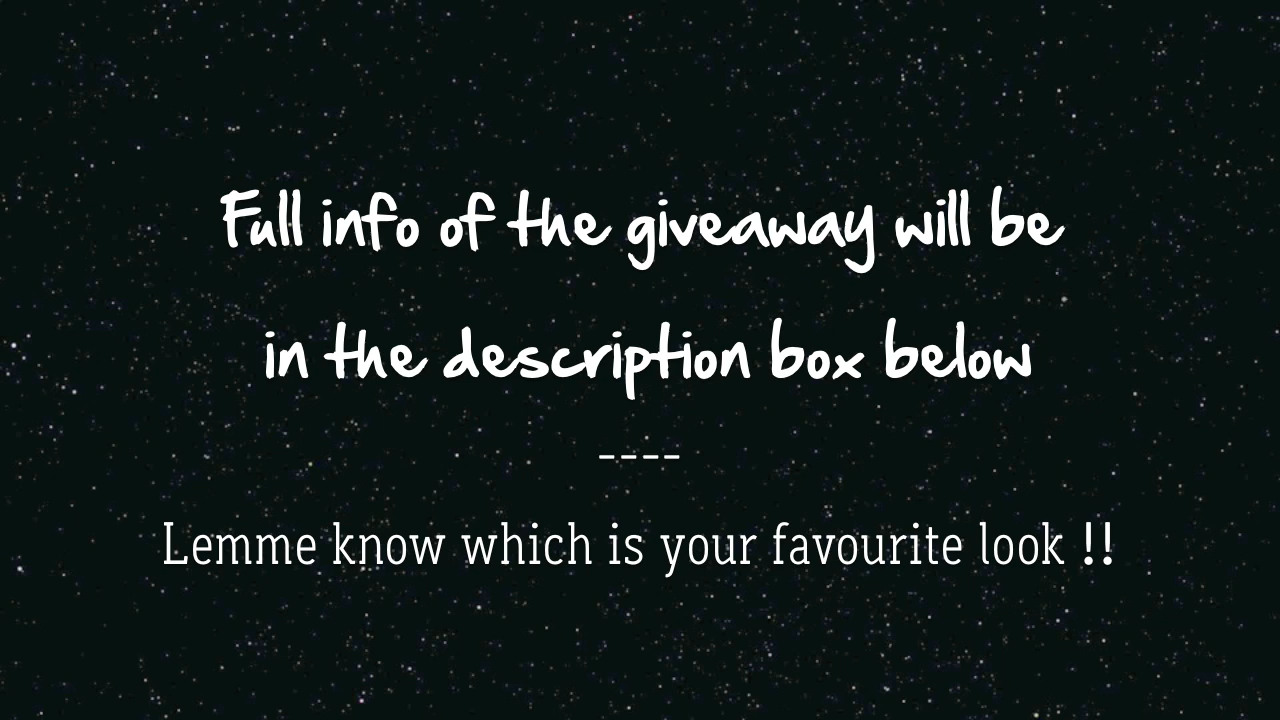 Full info of the giveaway will be
in the description box below
----
Lemme know which is your favourite look !!